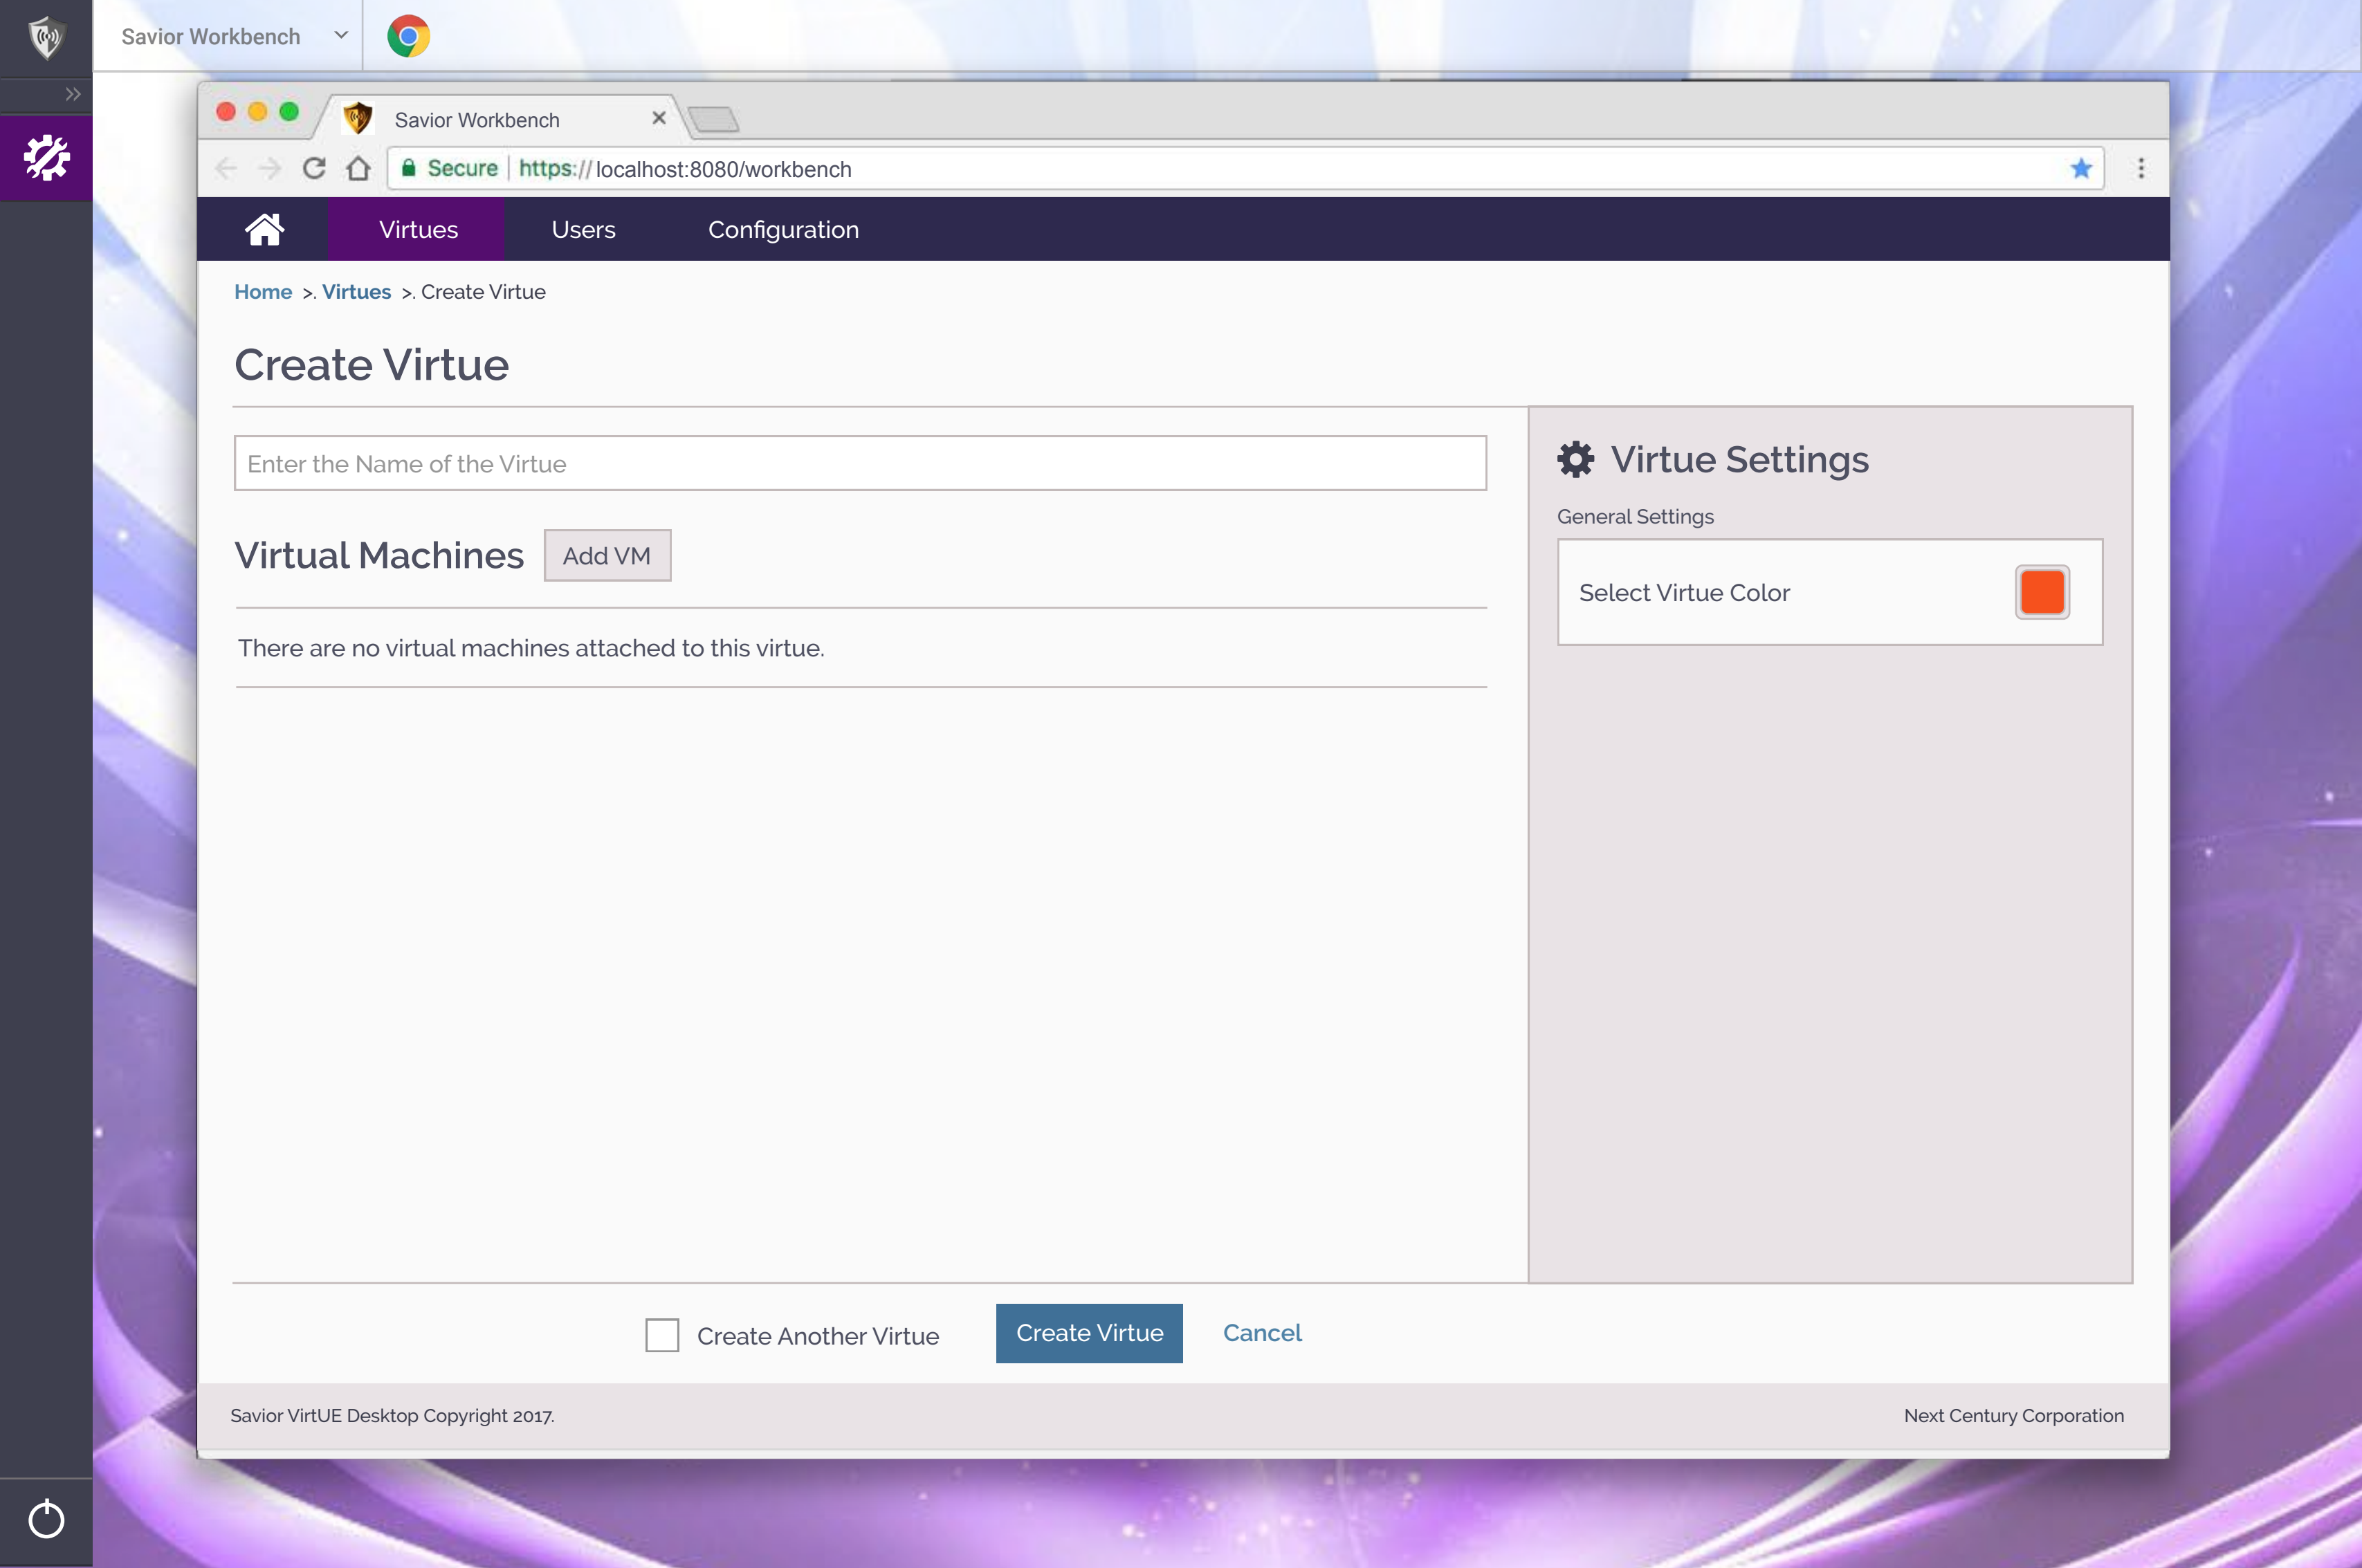 Savior Workbench
Savior Workbench
Secure https://localhost:8080/workbench
Virtues Users Configuration
Home >. Virtues >. Create Virtue
Create Virtue
Enter the Name of the Virtue
Virtue Settings
General Settings
Virtual Machines Add VM
Select Virtue Color
There are no virtual machines attached to this virtue.
Create Another Virtue Create Virtue Cancel
Savior VirtUE Desktop Copyright 2017. Next Century Corporation